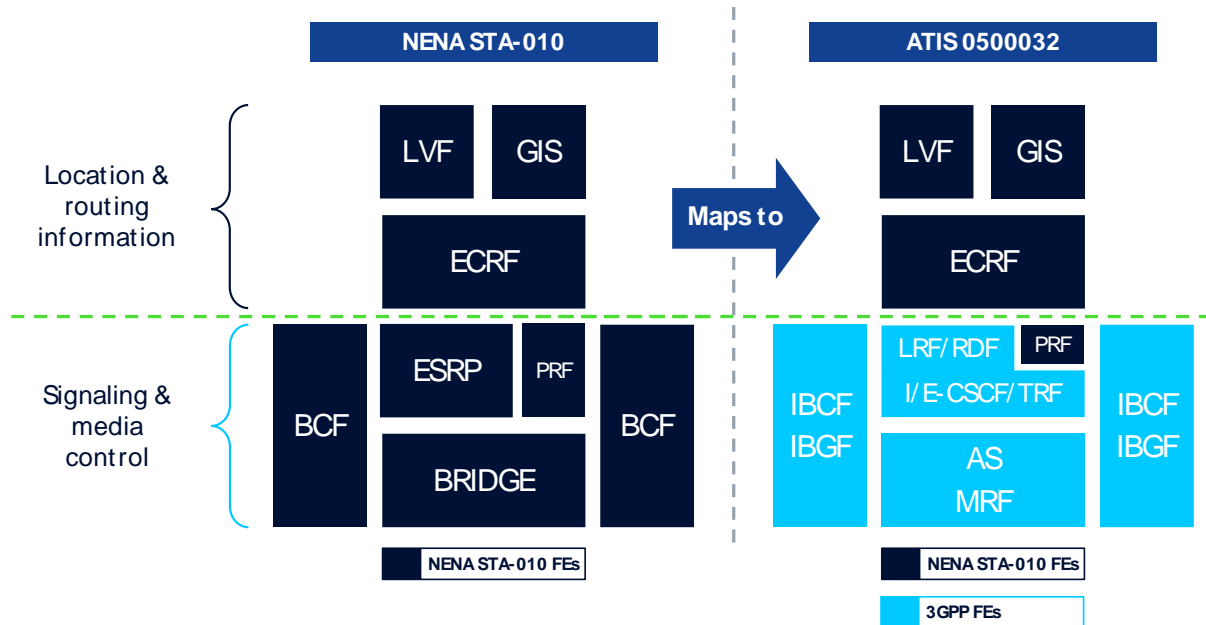 NENA STA-010
ATIS 0500032
Location &
routing
information
LVF
GIS
ECRF
Maps to
LVF
GIS
ECRF
Signaling &
media
control
BCF
ESRP
PRF
BRIDGE
BCF
IBCF
IBGF
LRF/RDF
PRF
I/E-CSCF/TRF
AS
MRF
IBCF
IBGF
NENA STA-010 FEs
NENA STA-010 FEs
3GPP FEs